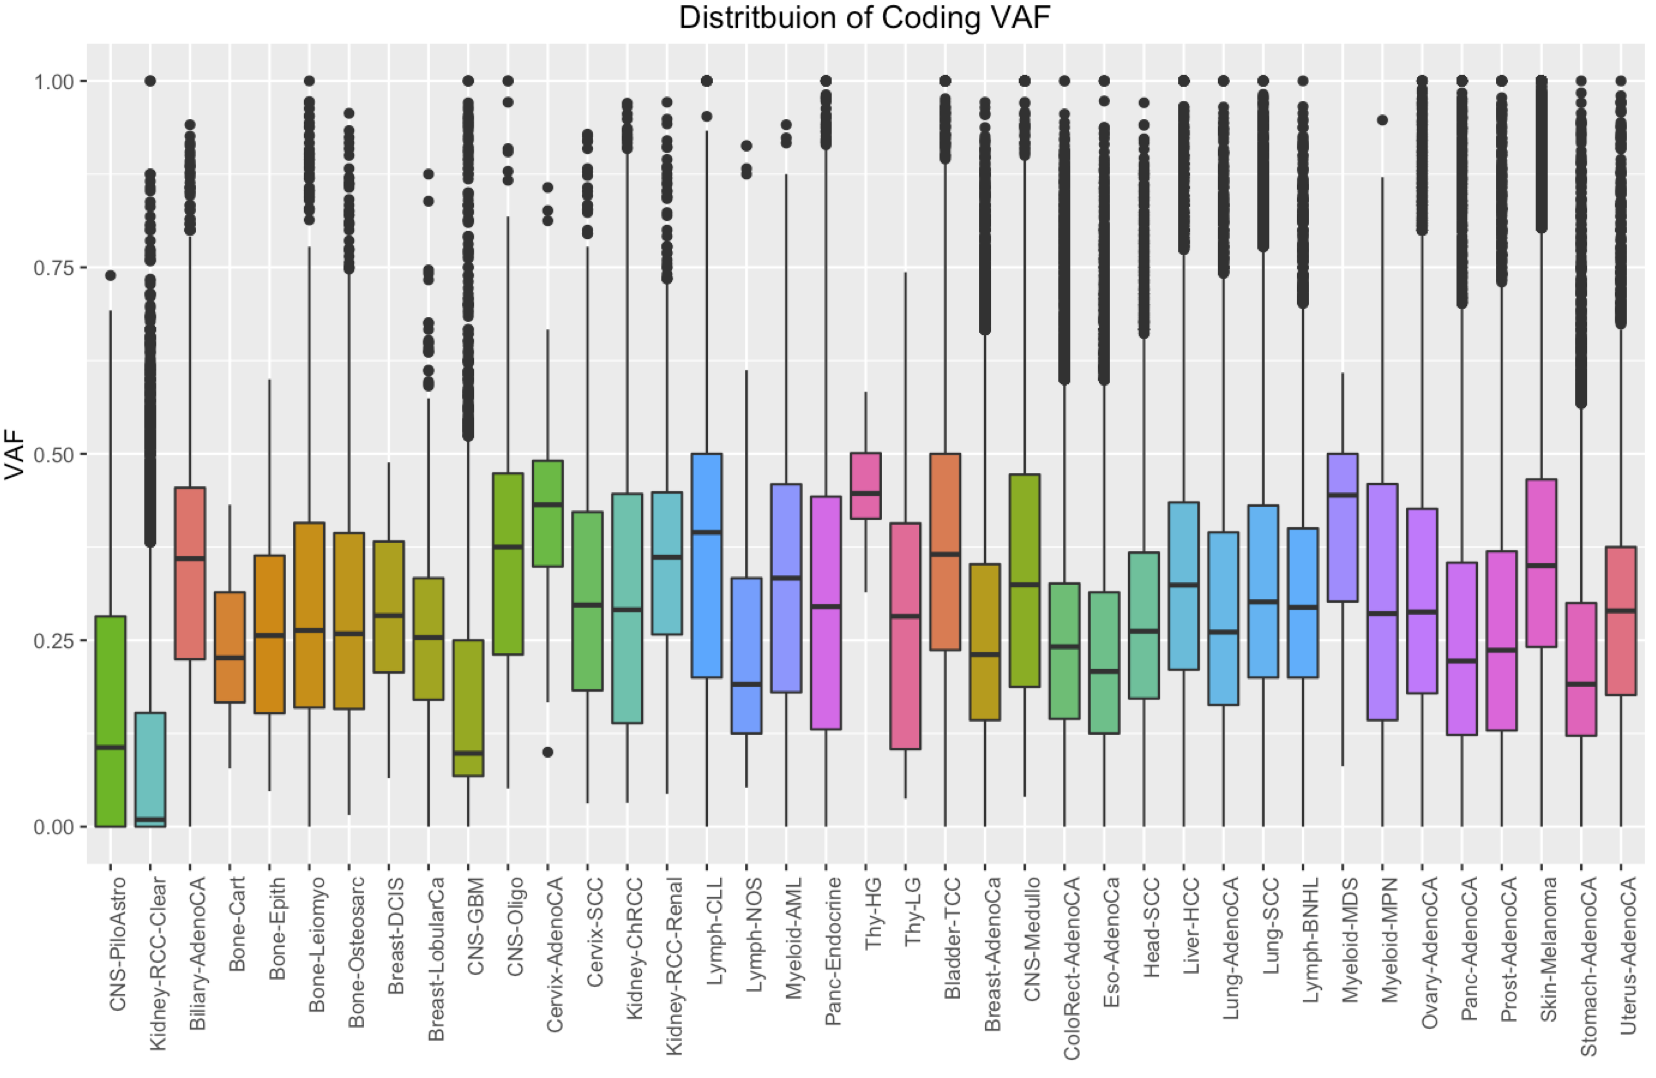 Distritbuion of Coding VAF
VAF
1.00
0.75
0.50
0.25
0.00
CNS-PiloAstro
Kidney-RCC-Clear
Biliary-AdenoCA
Bone-Cart
Bone-Epith
Bone-Leiomyo
Bone-Osteosarc
Breast-DCIS
Breast-LobularCa
CNS-GBM
CNS-Oligo
Cervix-AdenoCA
Cervix-SCC
Kidney-ChRCC
Kidney-RCC-Renal
Lymph-CLL
Lymph-NOS
Myeloid-AML
Panc-Endocrine
Thy-HG
Thy-LG
Bladder-TCC
Breast-AdenoCa
CNS-Medullo
ColoRect-AdenoCA
Eso-AdenoCa
Head-SCC
Liver-HCC
Lung-AdenoCA
Lung-SCC
Lymph-BNHL
Myeloid-MDS
Myeloid-MPN
Ovary-AdenoCA
Panc-AdenoCA
Prost-AdenoCA
Skin-Melanoma
Stomach-AdenoCA
Uterus-AdenoCA